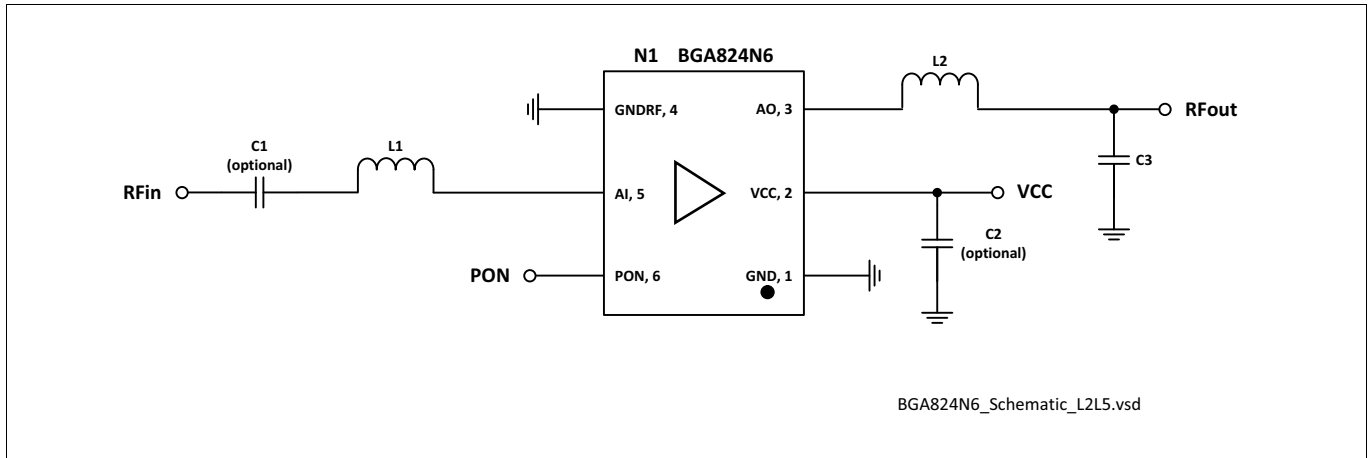 N1 BGA824N6
L2
GNDRF, 4
AO, 3
RFout
C1
(optional)
L1
C3
RFin
AI, 5
VCC, 2
VCC
C2
(optional)
PON
PON, 6
GND, 1
BGA824N6_Schematic_L2L5.vsd